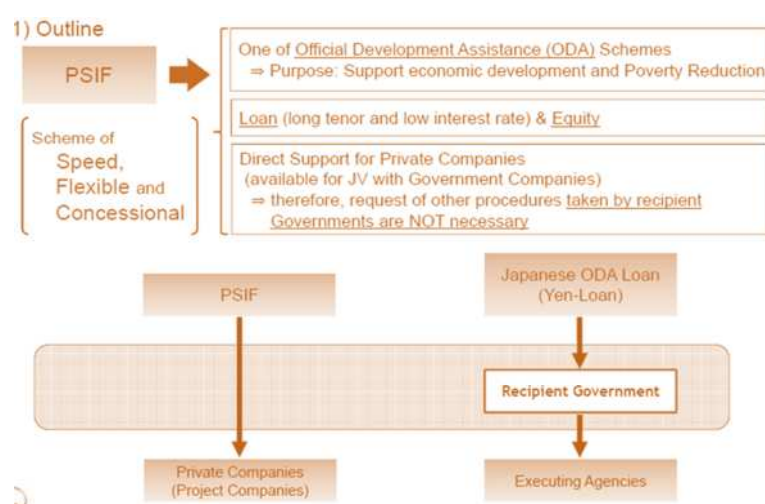 1) Outline
PSIF
One of Official Development Assistance (ODA) Schemes
⇒ Purpose: Support economic development and Poverty Reduction
Loan (long tenor and low interest rate) & Equity
Scheme of
Speed,
Flexible and
Concessional
Direct Support for Private Companies
(available for JV with Government Companies)
⇒ therefore, request of other procedures taken by recipient
Governments are NOT necessary
PSIF
Japanese ODA Loan
(Yen-Loan)
Recipient Government
Private Companies
(Project Companies)
Executing Agencies